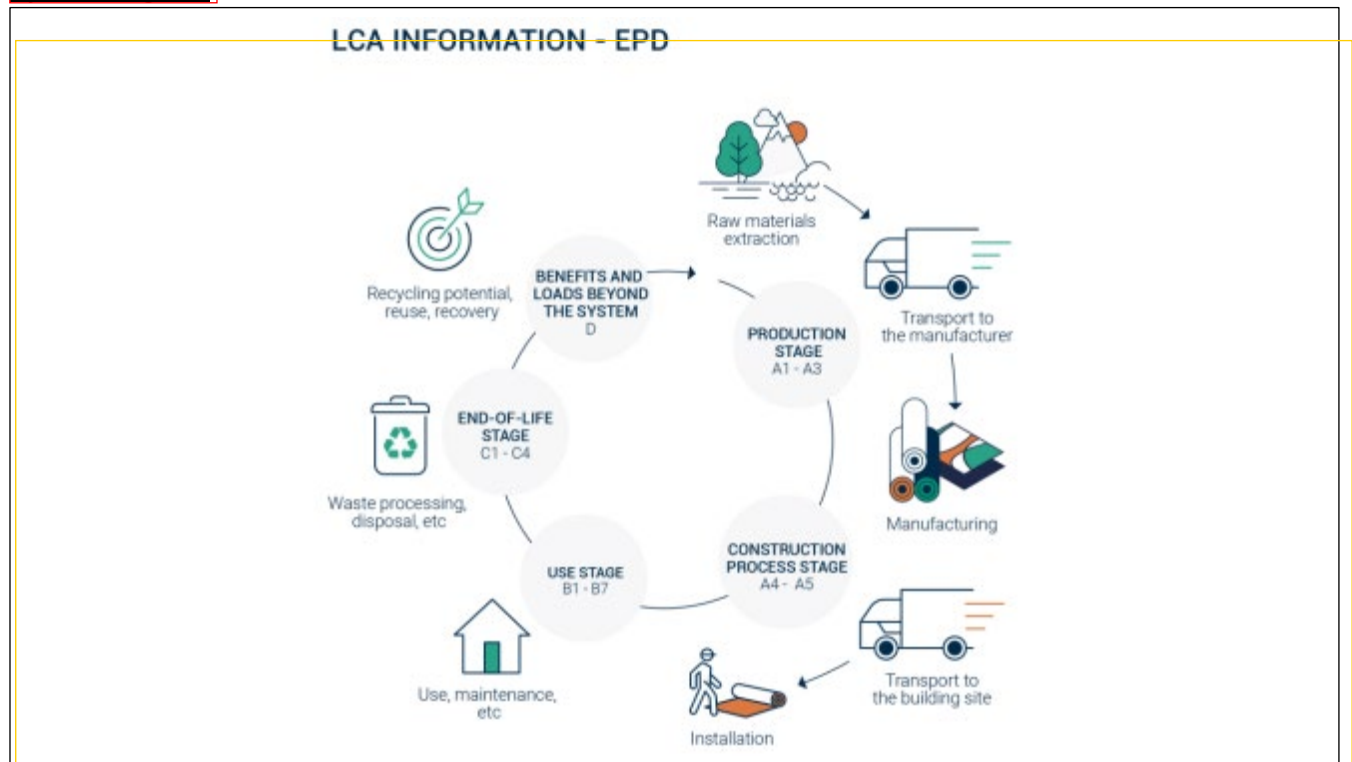 LCA INFORMATION - EPD
Raw materials
extraction
Transport to
the manufacturer
Manufacturing
Transport to
the building site
Installation
Use, maintenance,
etc
Waste processing,
disposal, etc
Recycling potential,
reuse, recovery
BENEFITS AND
LOADS BEYOND
THE SYSTEM
D
PRODUCTION
STAGE
A1 - A3
CONSTRUCTION
PROCESS STAGE
A4 - A5
USE STAGE
B1 - B7
END-OF-LIFE
STAGE
C1 - C4